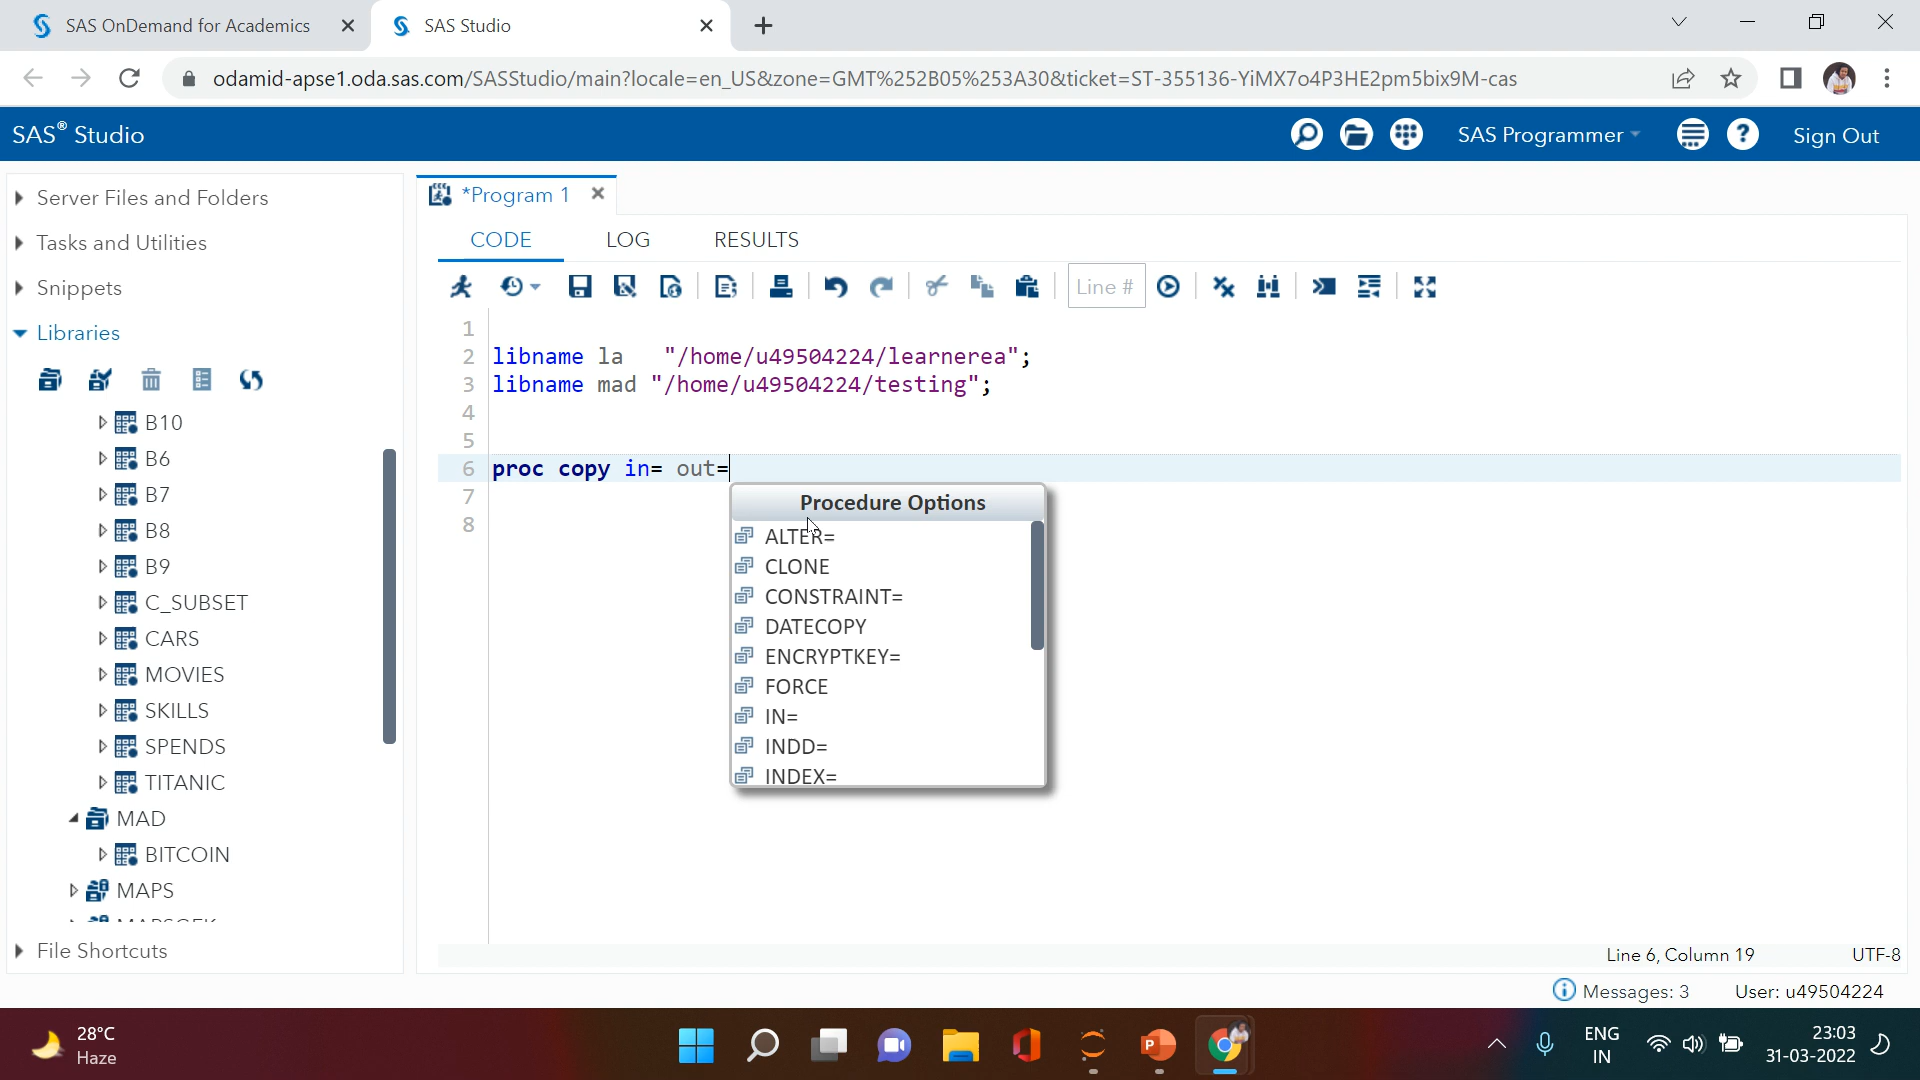 SAS OnDemand for Academics
SAS Studio
odamid-apse1.oda.sas.com/SASStudio/main?locale=en_US&zone=GMT%252B05%253A30&ticket=ST-355136-YiMX7o4P3HE2pm5bix9M-cas
SAS® Studio
SAS Programmer
Sign Out
Server Files and Folders
Tasks and Utilities
Snippets
Libraries
B10
B6
B7
B8
B9
C_SUBSET
CARS
MOVIES
SKILLS
SPENDS
TITANIC
MAD
BITCOIN
MAPS
File Shortcuts
*Program 1
CODE LOG RESULTS
Line #
1
2 libname la "/home/u49504224/learnerea";
3 libname mad "/home/u49504224/testing";
4
5
6 proc copy in= out=
7
8
Procedure Options
ALTER=
CLONE
CONSTRAINT=
DATECOPY
ENCRYPTKEY=
FORCE
IN=
INDD=
INDEX=
Line 6, Column 19
UTF-8
Messages: 3
User: u49504224
28°C
Haze
ENG
IN
23:03
31-03-2022